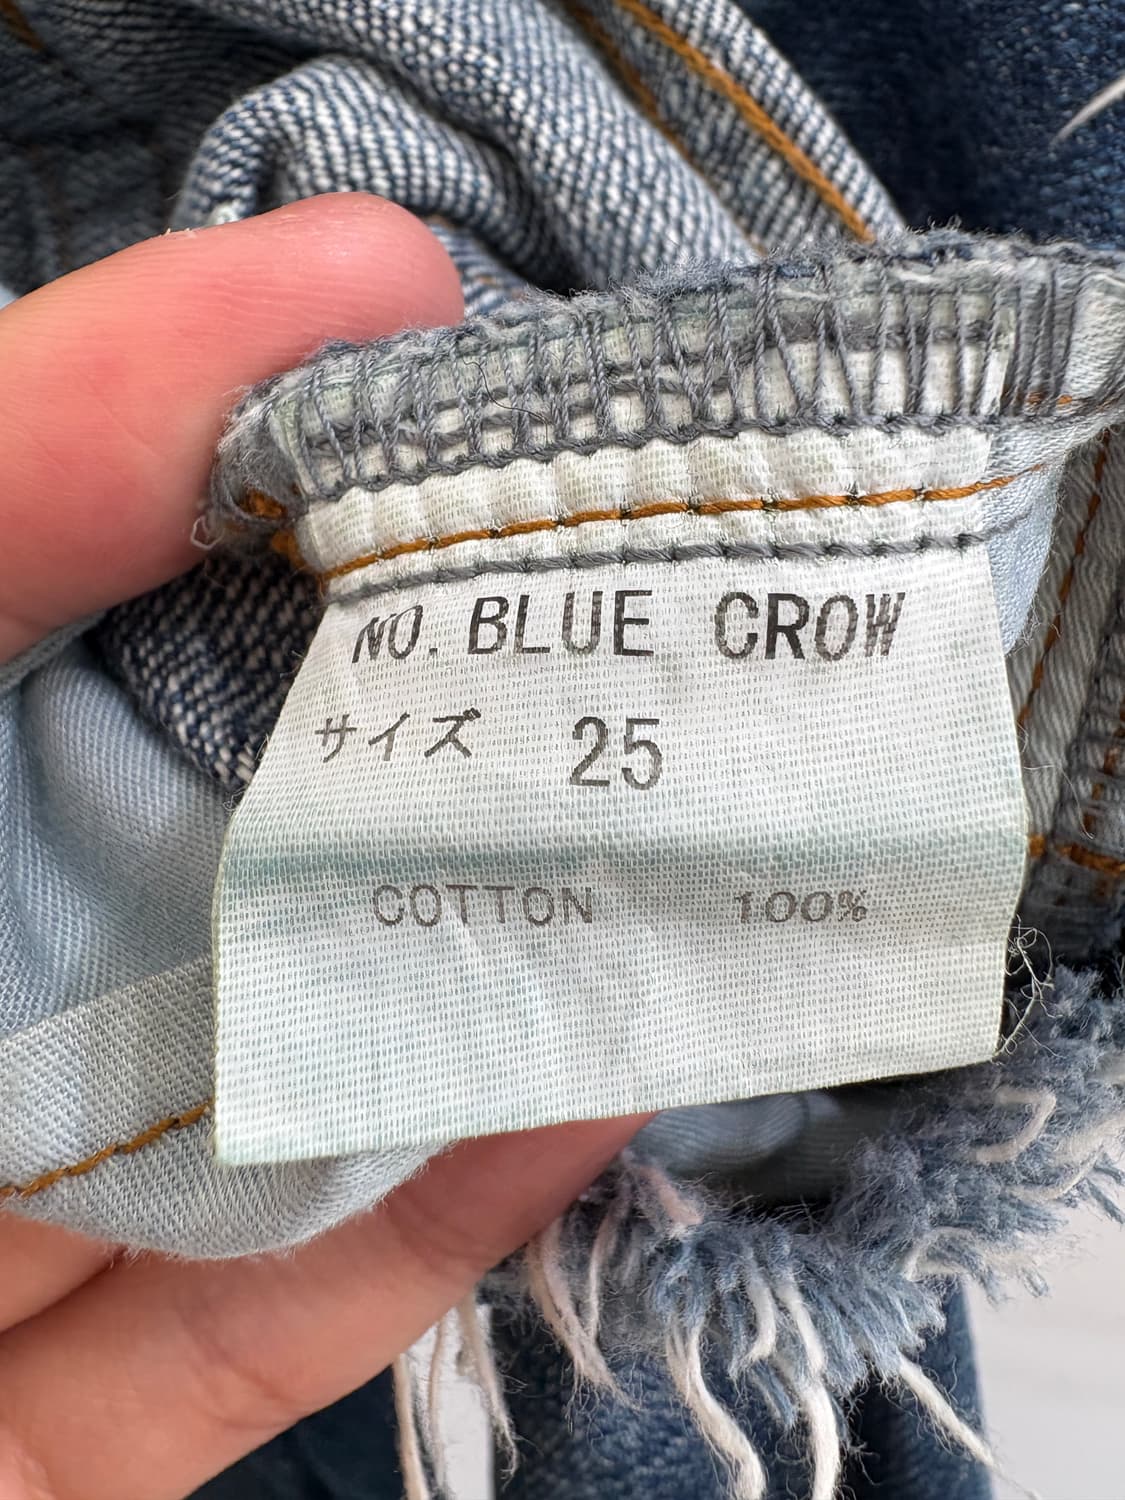 NO. BLUE CROW
サイズ 25
COTTON 100%